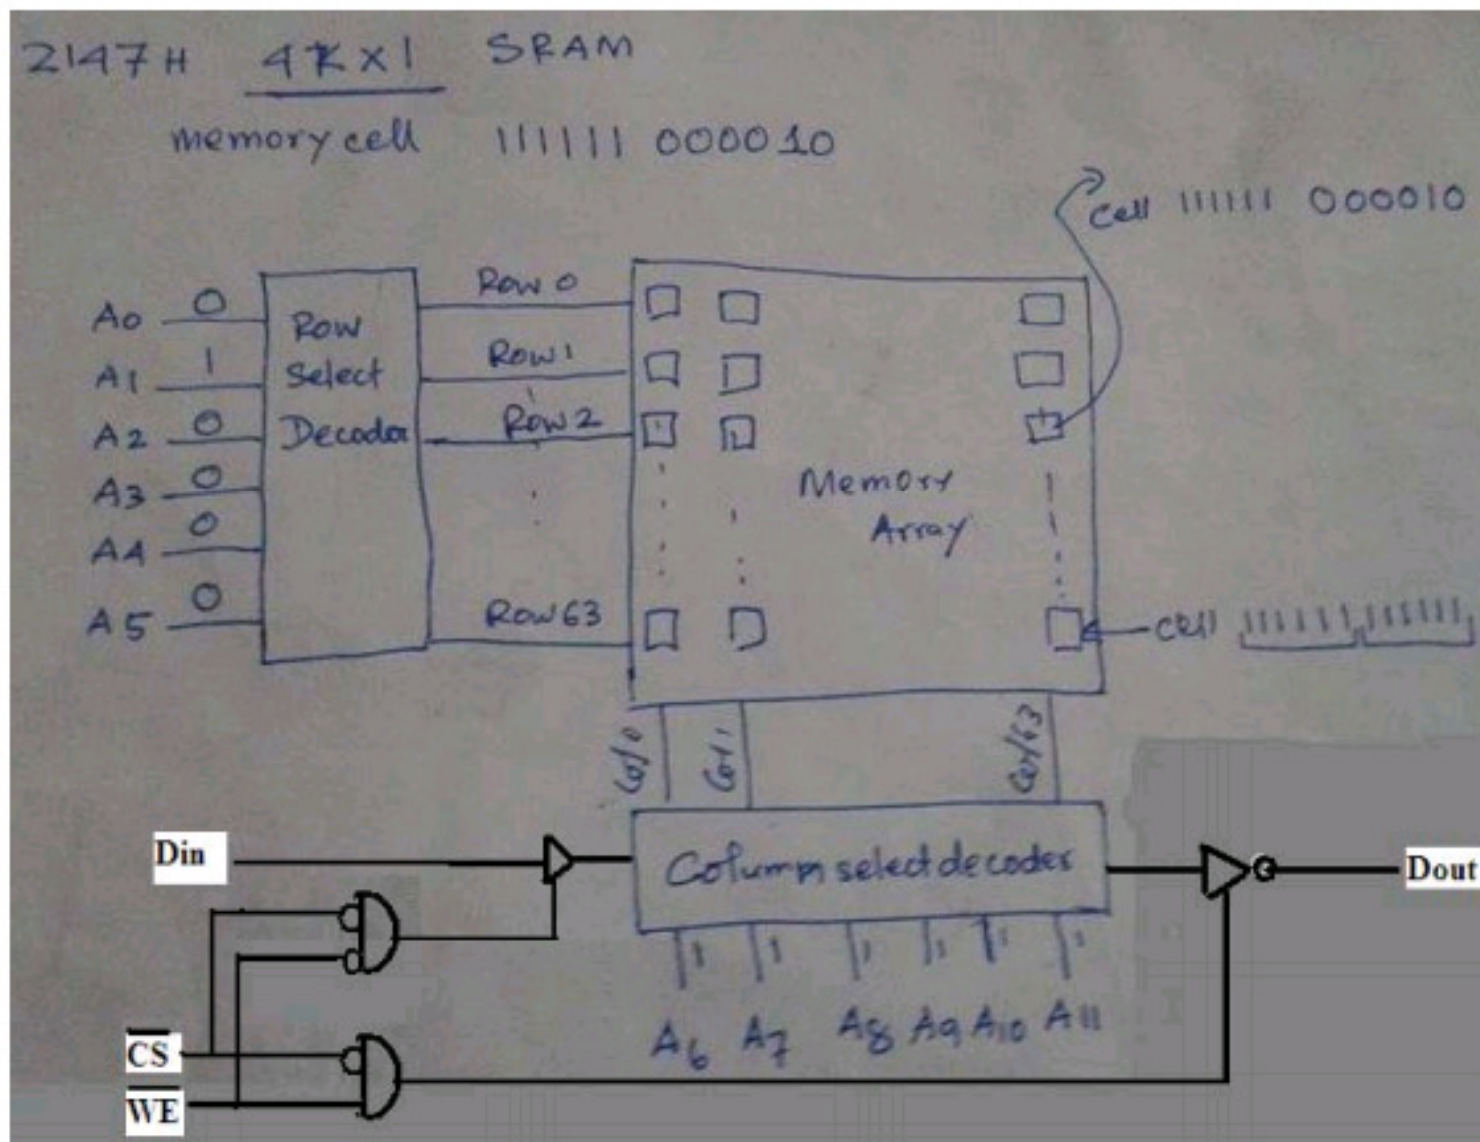 2147H 4K X 1 SRAM
memory cell 111111 000010
cell 111111 000010
A0 0
A1 1
A2 0
A3 0
A4 0
A5 0
Row
select
Decoder
Row 0
Row 1
Row 2
Row 63
Memory
Array
cell 111111 111111
Col 0
Col 1
Col 63
Din
Column select decoder
Dout
1 1 1 1 1 1
A6 A7 A8 A9 A10 A11
CS
WE